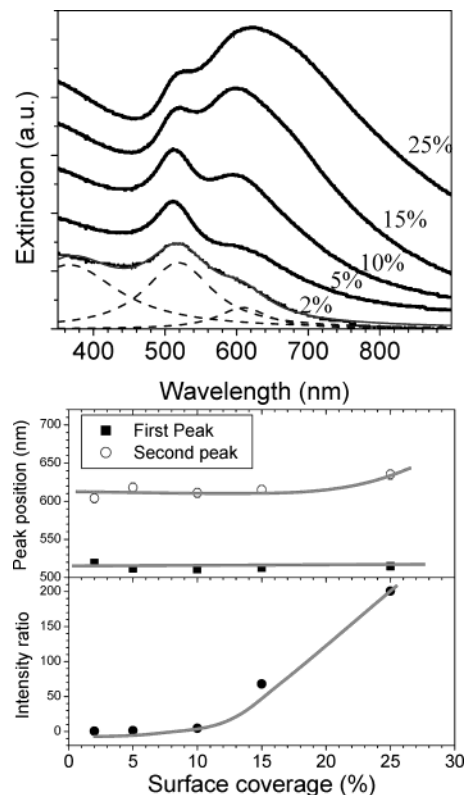 Extinction (a.u.)
25%
15%
10%
5%
2%
400 500 600 700 800
Wavelength (nm)
Peak position (nm)
700
650
600
550
500
First Peak
Second peak
Intensity ratio
200
150
100
50
0
0 5 10 15 20 25 30
Surface coverage (%)